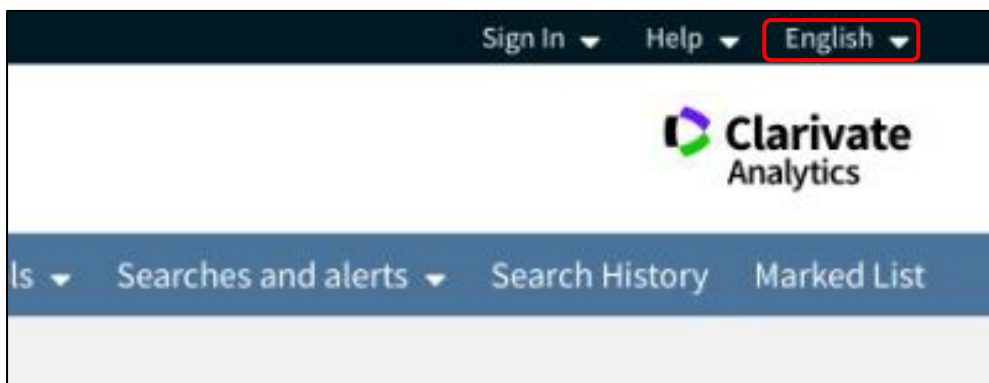 Sign In Help English
Clarivate
Analytics
ls Searches and alerts Search History Marked List